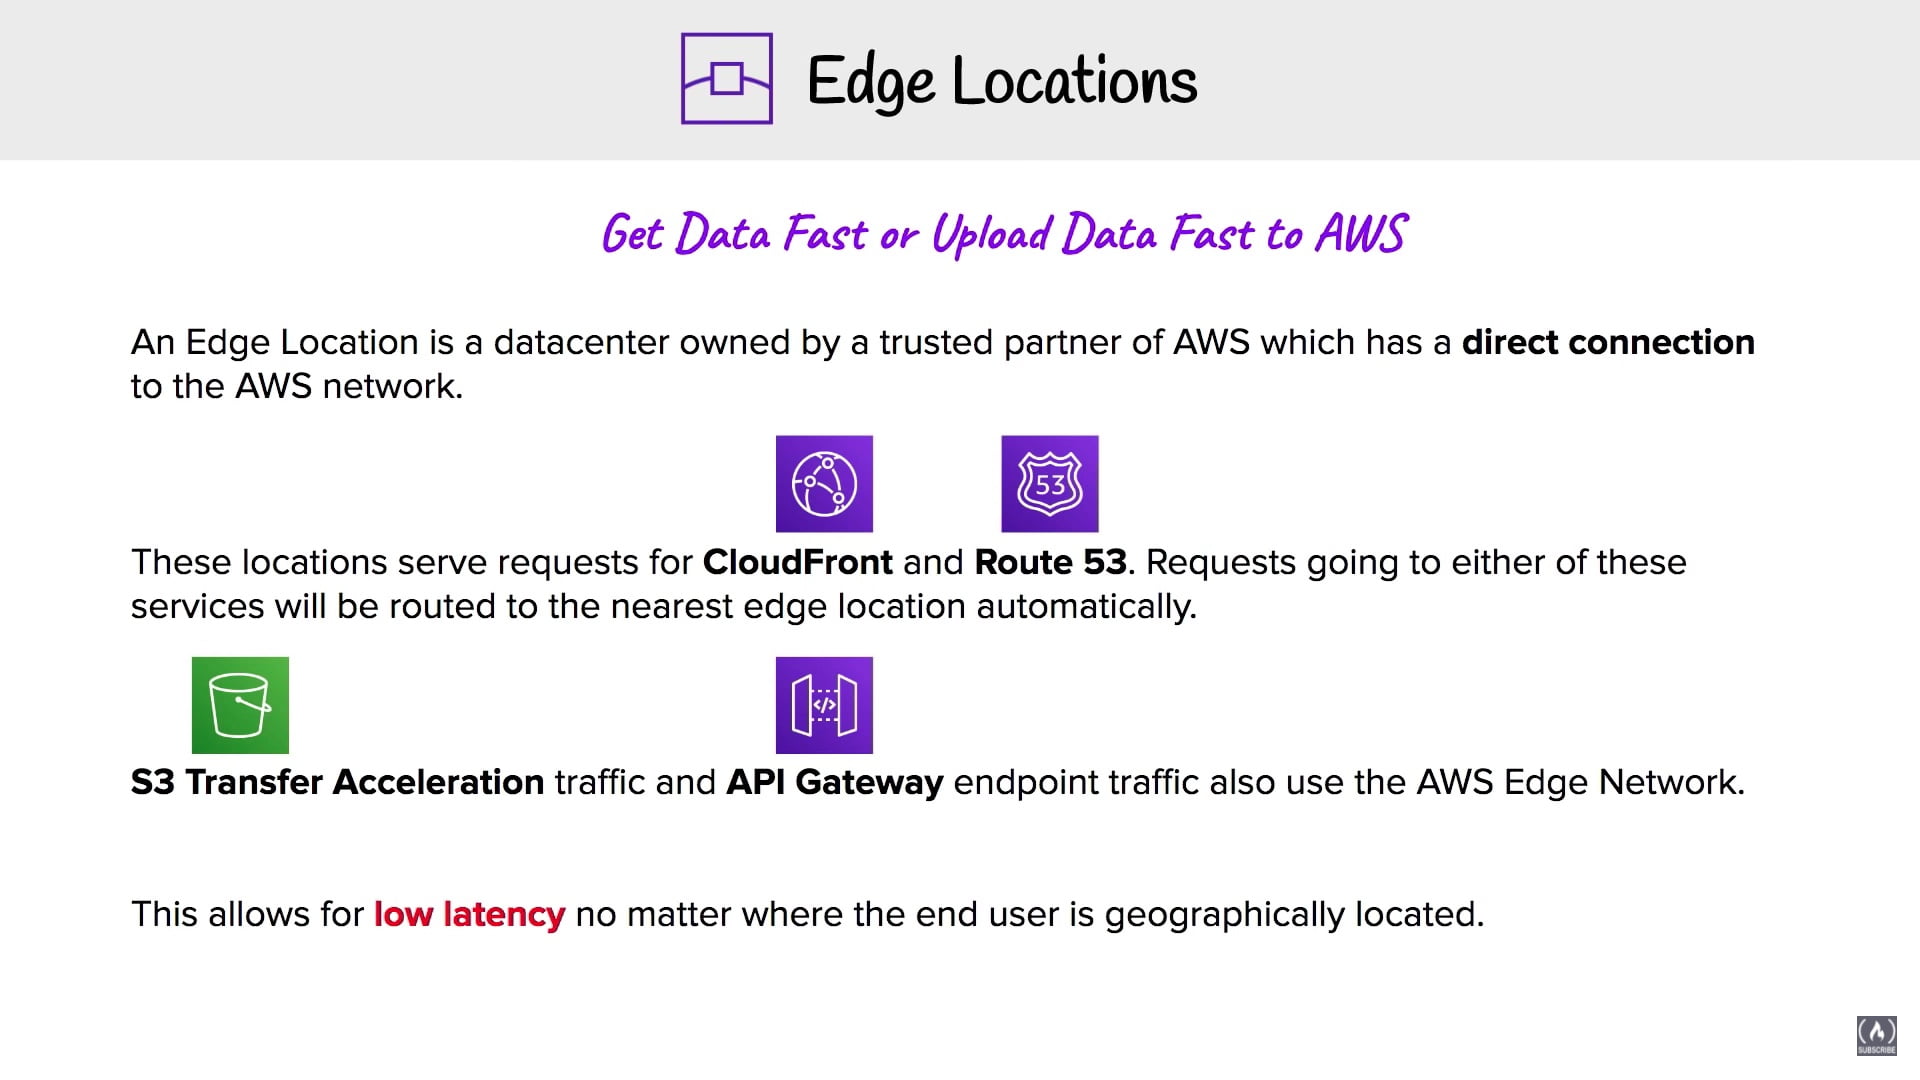 Edge Locations
Get Data Fast or Upload Data Fast to AWS
An Edge Location is a datacenter owned by a trusted partner of AWS which has a direct connection
to the AWS network.
53
These locations serve requests for CloudFront and Route 53. Requests going to either of these
services will be routed to the nearest edge location automatically.
</>
S3 Transfer Acceleration traffic and API Gateway endpoint traffic also use the AWS Edge Network.
This allows for low latency no matter where the end user is geographically located.
SUBSCRIBE